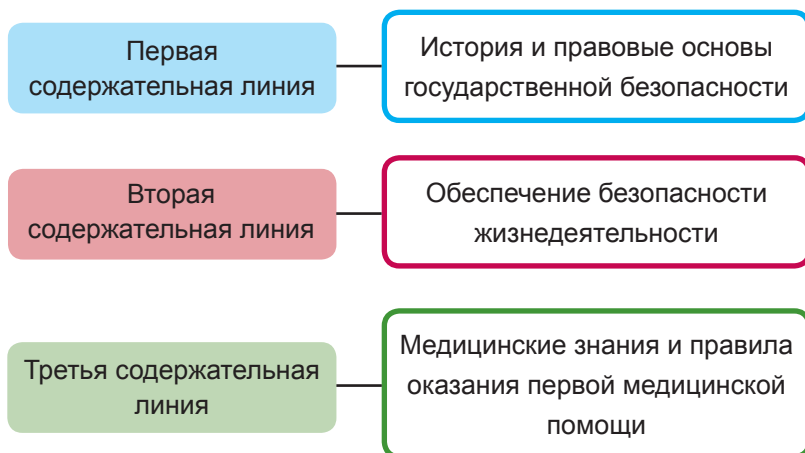 Первая
содержательная линия
История и правовые основы
государственной безопасности
Вторая
содержательная линия
Обеспечение безопасности
жизнедеятельности
Третья содержательная
линия
Медицинские знания и правила
оказания первой медицинской
помощи